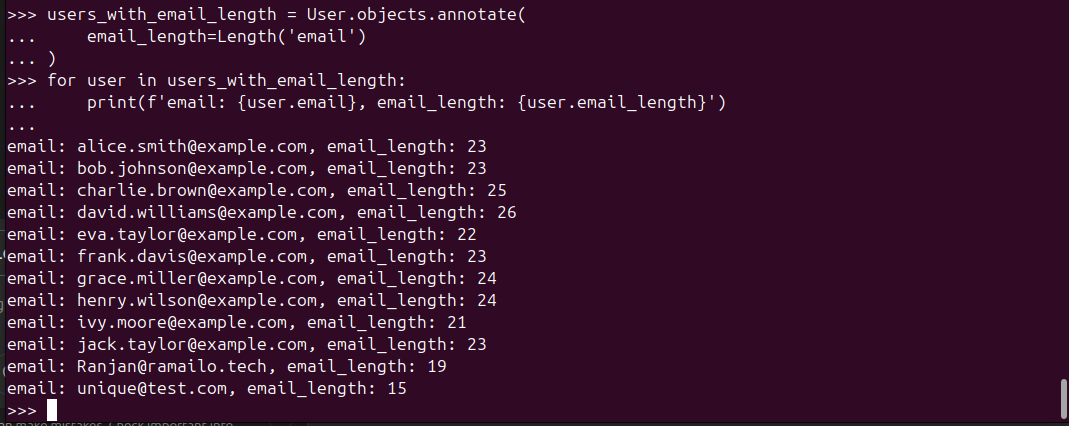 >>> users_with_email_length = User.objects.annotate(
...     email_length=Length('email')
... )
>>> for user in users_with_email_length:
...     print(f'email: {user.email}, email_length: {user.email_length}')
...
email: alice.smith@example.com, email_length: 23
email: bob.johnson@example.com, email_length: 23
email: charlie.brown@example.com, email_length: 25
email: david.williams@example.com, email_length: 26
email: eva.taylor@example.com, email_length: 22
email: frank.davis@example.com, email_length: 23
email: grace.miller@example.com, email_length: 24
email: henry.wilson@example.com, email_length: 24
email: ivy.moore@example.com, email_length: 21
email: jack.taylor@example.com, email_length: 23
email: Ranjan@ramailo.tech, email_length: 19
email: unique@test.com, email_length: 15
>>>